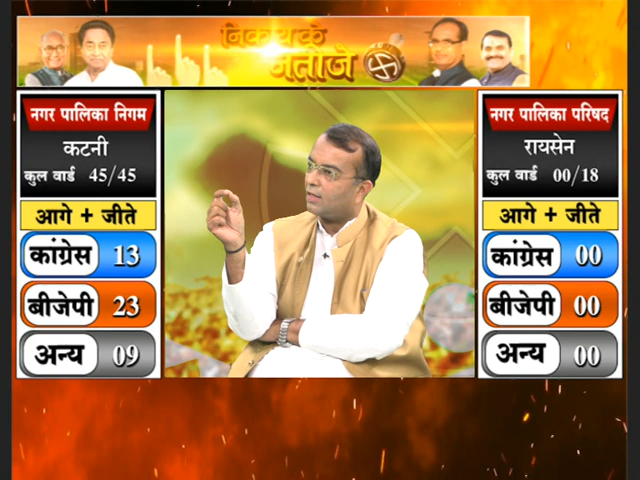 निकाय के
नतीजे
नगर पालिका निगम
कटनी
कुल वार्ड 45/45
आगे + जीते
कांग्रेस 13
बीजेपी 23
अन्य 09
नगर पालिका परिषद
रायसेन
कुल वार्ड 00/18
आगे + जीते
कांग्रेस 00
बीजेपी 00
अन्य 00